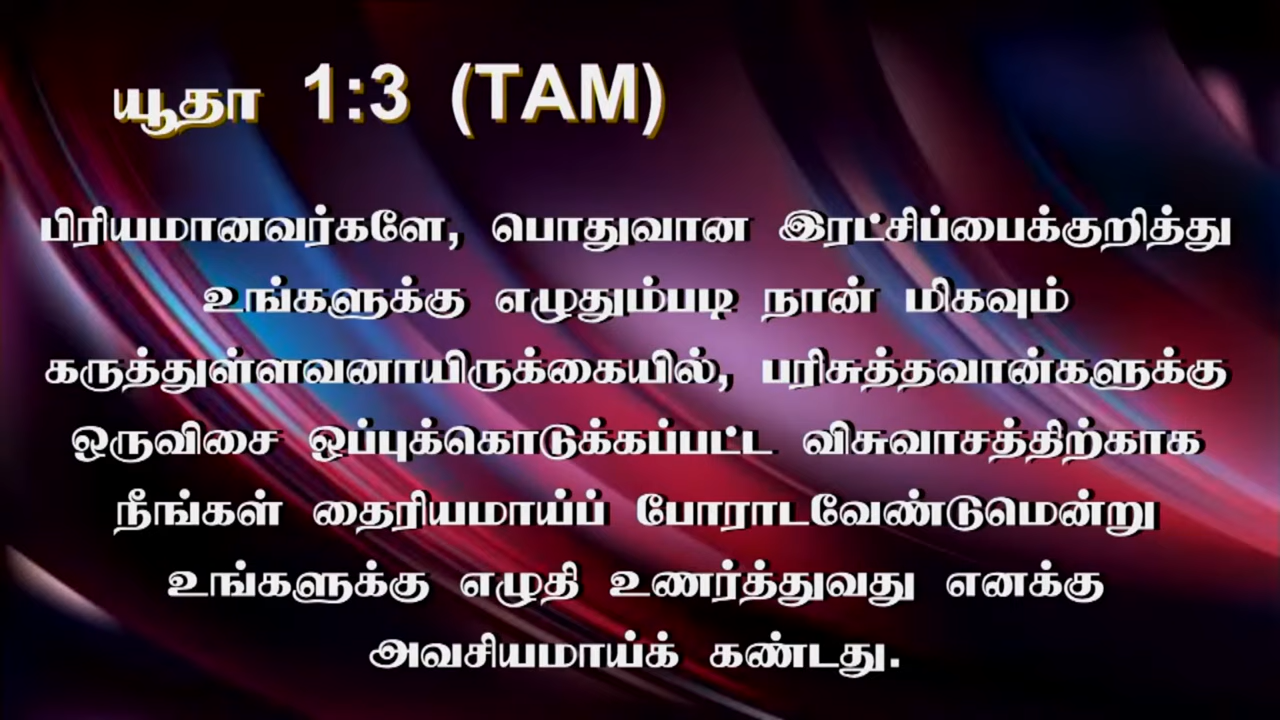 யூதா 1:3 (TAM)
பிரியமானவர்களே, பொதுவான இரட்சிப்பைக்குறித்து
உங்களுக்கு எழுதும்படி நான் மிகவும்
கருத்துள்ளவனாயிருக்கையில், பரிசுத்தவான்களுக்கு
ஒருவிசை ஒப்புக்கொடுக்கப்பட்ட விசுவாசத்திற்காக
நீங்கள் தைரியமாய்ப் போராடவேண்டுமென்று
உங்களுக்கு எழுதி உணர்த்துவது எனக்கு
அவசியமாய்க் கண்டது.